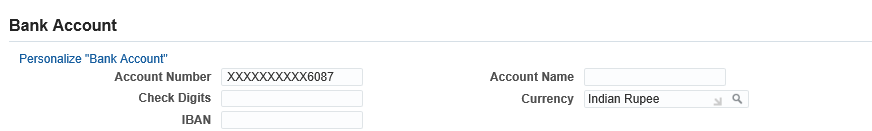 Bank Account
Personalize "Bank Account"
Account Number XXXXXXXXXX6087 Account Name
Check Digits Currency Indian Rupee
IBAN